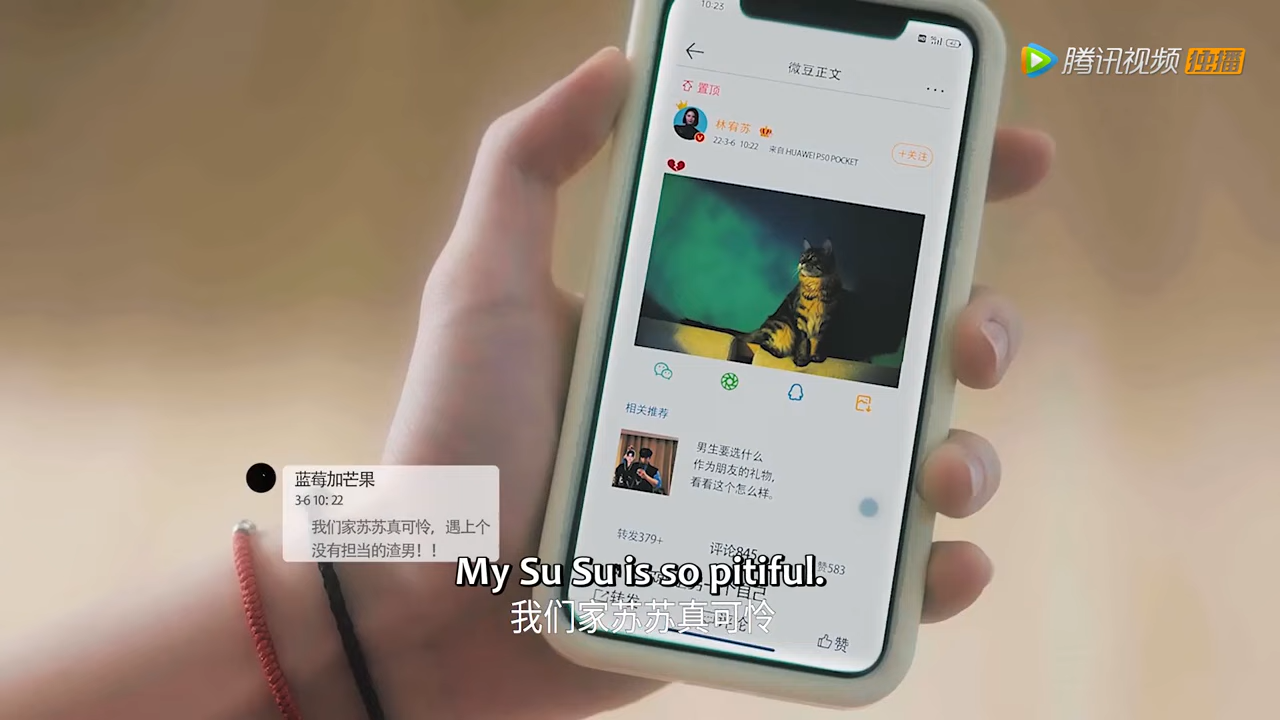 10:23
腾讯视频 独播
微豆正文
置顶
林宥苏
22-3-6 10:22 来自 HUAWEI P50 POCKET
+关注
相关推荐
男生要选什么
作为朋友的礼物,
看看这个怎么样。
蓝莓加芒果
3-6 10: 22
我们家苏苏真可怜，遇上个
没有担当的渣男！！
转发379+ 评论845 赞583
My Su Su is so pitiful.
我们家苏苏真可怜
转发
评论
赞